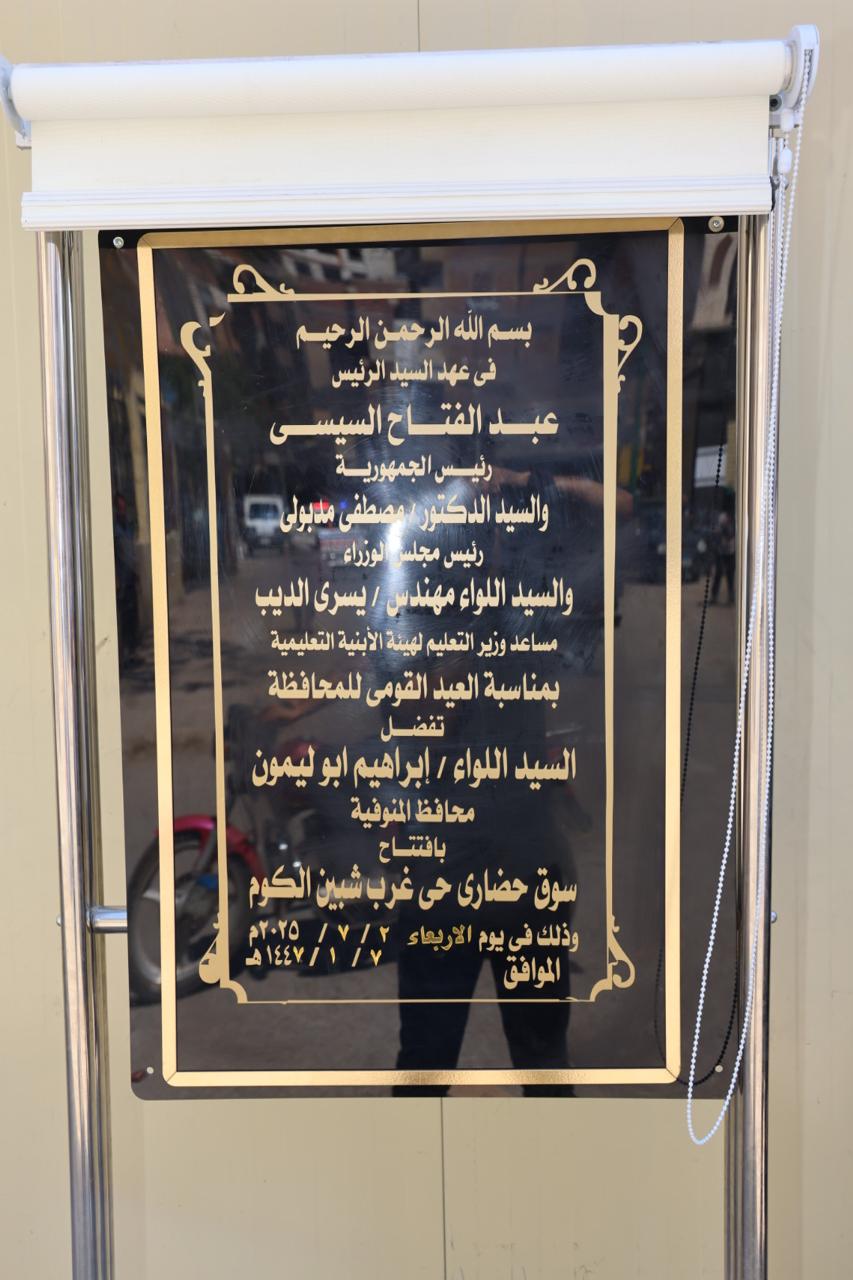 بسم الله الرحمن الرحيم
فى عهد السيد الرئيس
عبد الفتاح السيسى
رئيس الجمهورية
والسيد الدكتور / مصطفى مدبولى
رئيس مجلس الوزراء
والسيد اللواء مهندس / يسرى الديب
مساعد وزير التعليم لهيئة الأبنية التعليمية
بمناسبة العيد القومى للمحافظة
تفضل
السيد اللواء / إبراهيم ابو ليمون
محافظ المنوفية
بافتتاح
سوق حضارى حى غرب شبين الكوم
وذلك في يوم الاربعاء ٢ / ٧ / ٢٠٢٥م
الموافق ٧ / ١ / ١٤٤٧هـ